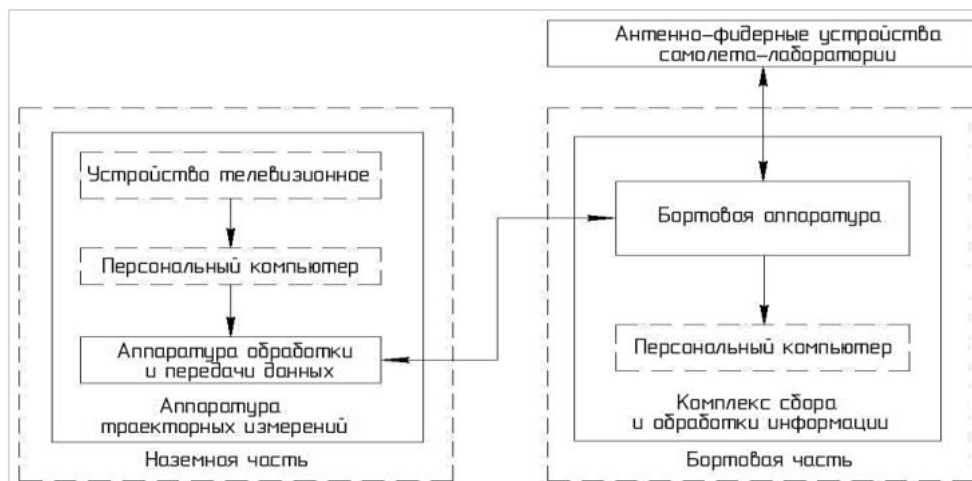 Антенно-фидерные устройства
самолета-лаборатории
Устройство телевизионное
Персональный компьютер
Аппаратура обработки
и передачи данных
Аппаратура
траекторных измерений
Наземная часть
Бортовая аппаратура
Персональный компьютер
Комплекс сбора
и обработки информации
Бортовая часть